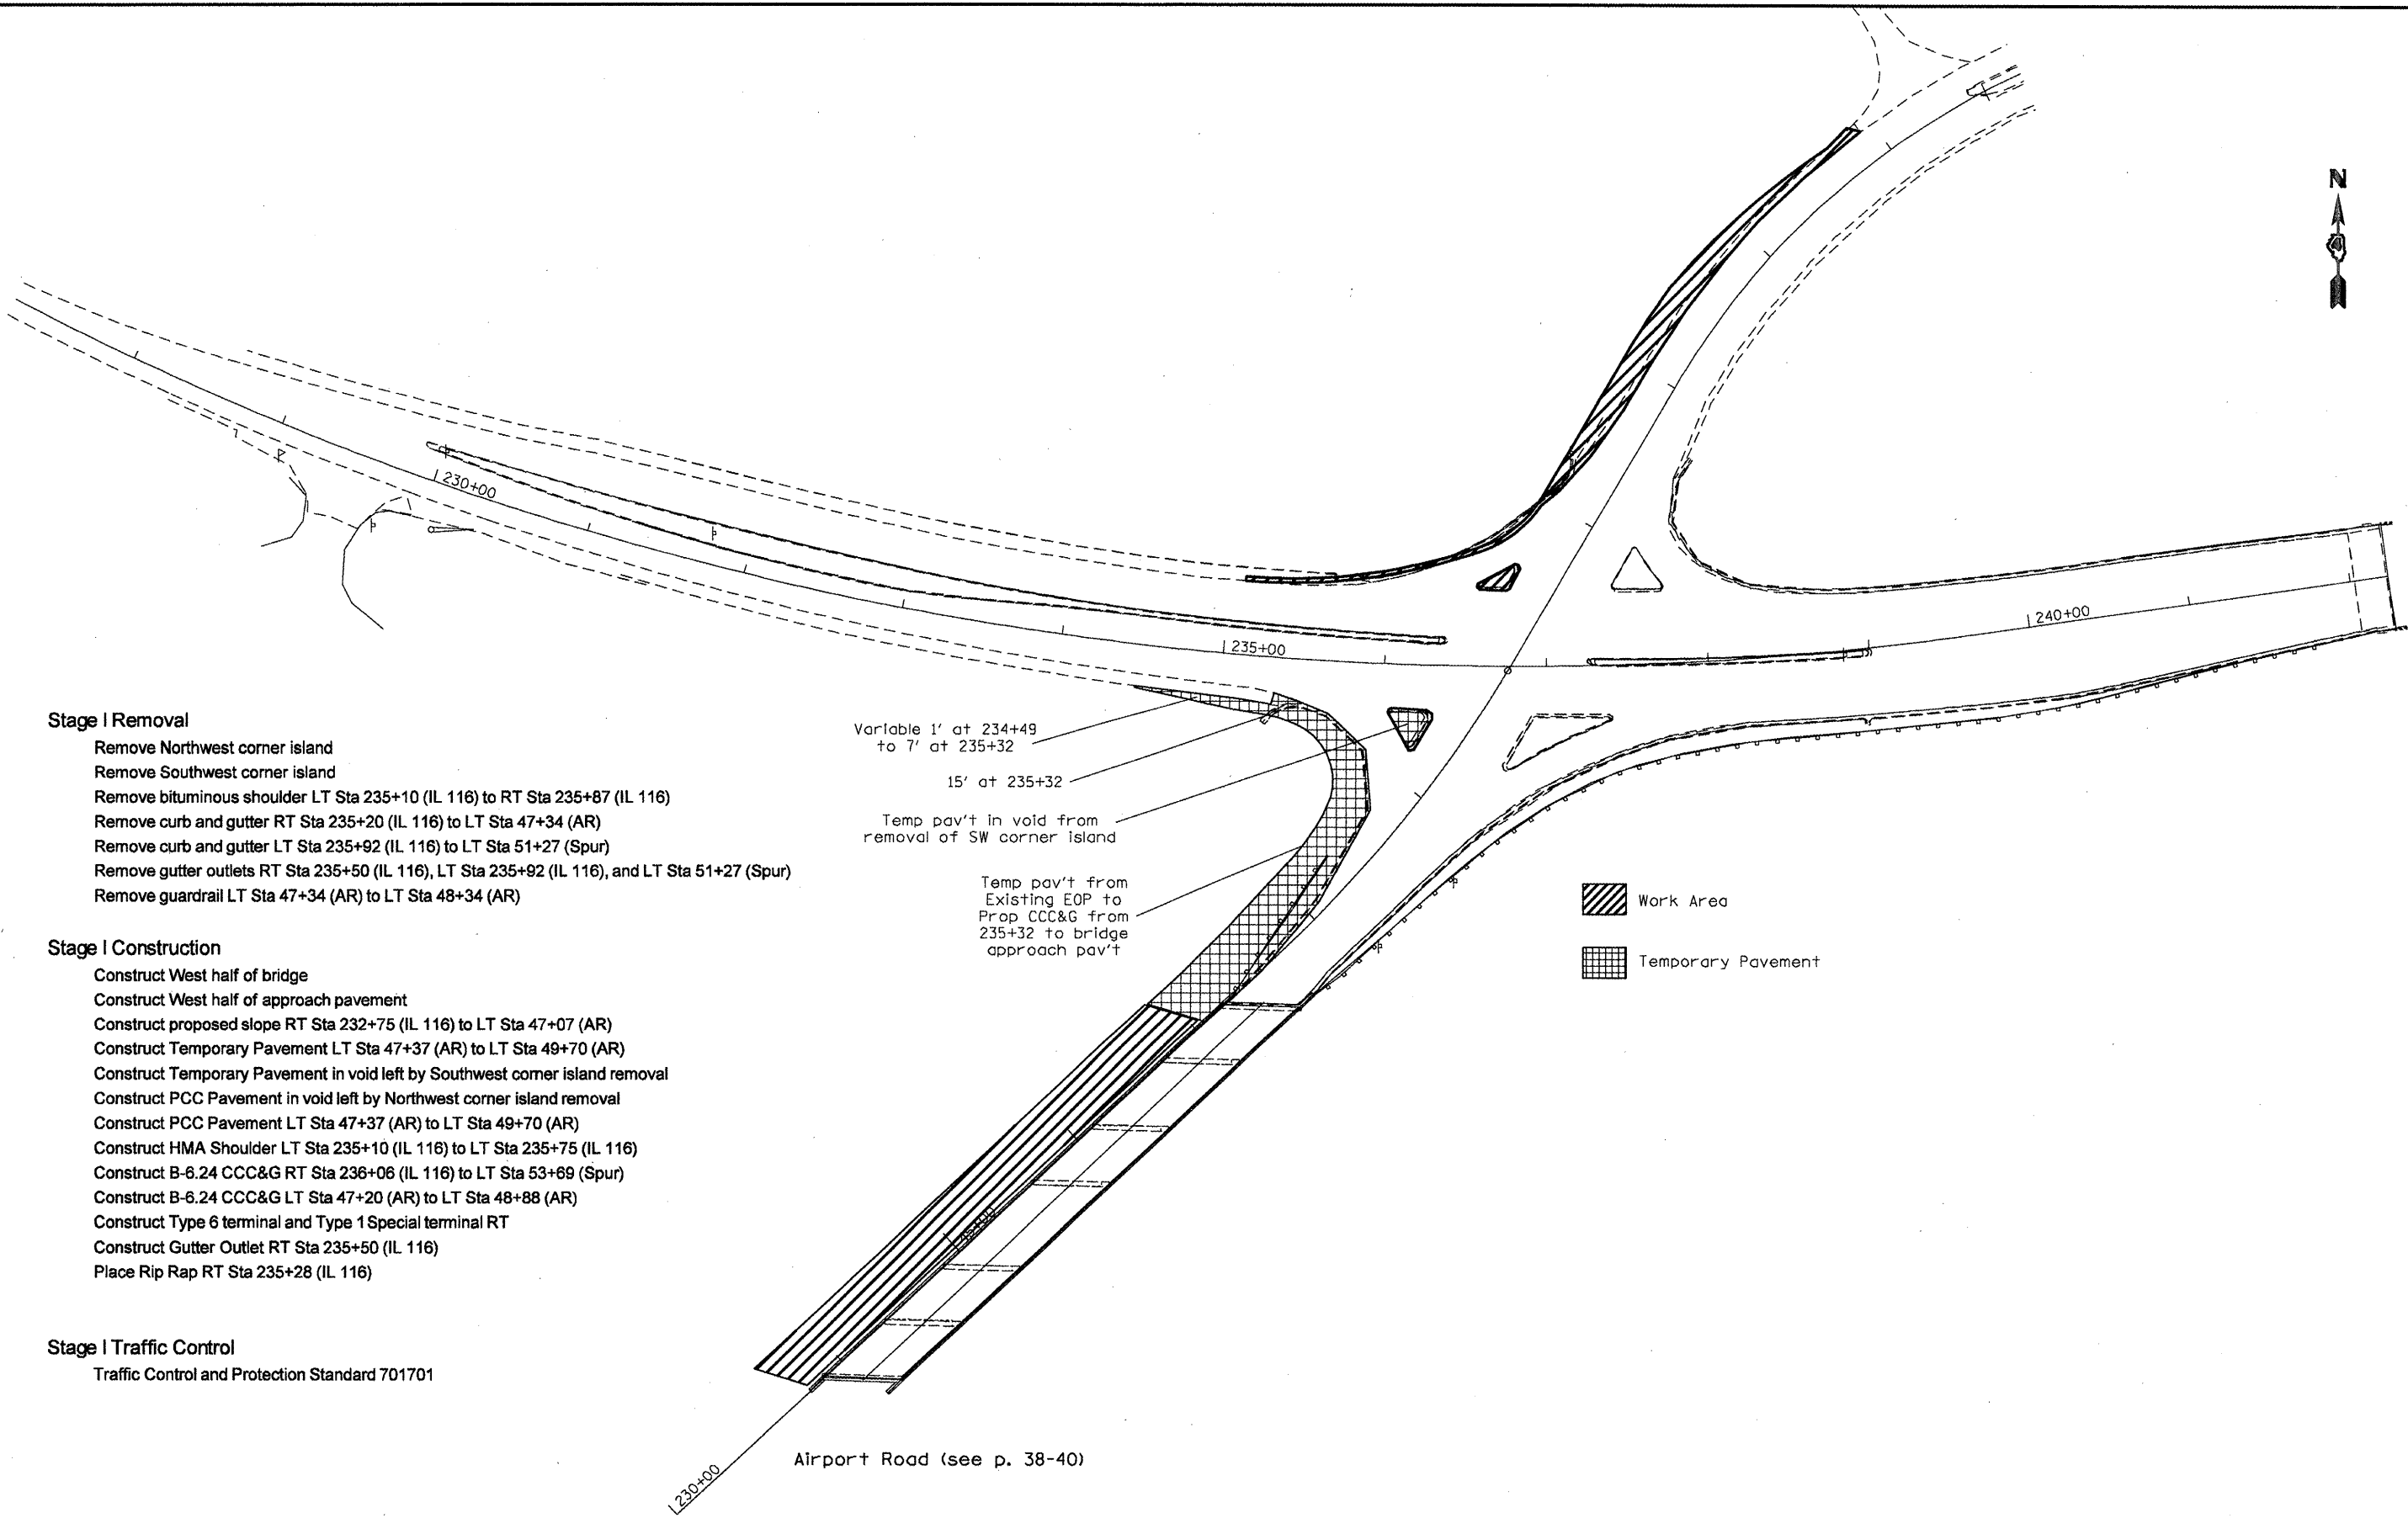 N
4
230+00
235+00
240+00
Stage I Removal
Remove Northwest corner island
Remove Southwest corner island
Remove bituminous shoulder LT Sta 235+10 (IL 116) to RT Sta 235+87 (IL 116)
Remove curb and gutter RT Sta 235+20 (IL 116) to LT Sta 47+34 (AR)
Remove curb and gutter LT Sta 235+92 (IL 116) to LT Sta 51+27 (Spur)
Remove gutter outlets RT Sta 235+50 (IL 116), LT Sta 235+92 (IL 116), and LT Sta 51+27 (Spur)
Remove guardrail LT Sta 47+34 (AR) to LT Sta 48+34 (AR)
Stage I Construction
Construct West half of bridge
Construct West half of approach pavement
Construct proposed slope RT Sta 232+75 (IL 116) to LT Sta 47+07 (AR)
Construct Temporary Pavement LT Sta 47+37 (AR) to LT Sta 49+70 (AR)
Construct Temporary Pavement in void left by Southwest corner island removal
Construct PCC Pavement in void left by Northwest corner island removal
Construct PCC Pavement LT Sta 47+37 (AR) to LT Sta 49+70 (AR)
Construct HMA Shoulder LT Sta 235+10 (IL 116) to LT Sta 235+75 (IL 116)
Construct B-6.24 CCC&G RT Sta 236+06 (IL 116) to LT Sta 53+69 (Spur)
Construct B-6.24 CCC&G LT Sta 47+20 (AR) to LT Sta 48+88 (AR)
Construct Type 6 terminal and Type 1 Special terminal RT
Construct Gutter Outlet RT Sta 235+50 (IL 116)
Place Rip Rap RT Sta 235+28 (IL 116)
Stage I Traffic Control
Traffic Control and Protection Standard 701701
Variable 1' at 234+49
to 7' at 235+32
15' at 235+32
Temp pav't in void from
removal of SW corner island
Temp pav't from
Existing EOP to
Prop CCC&G from
235+32 to bridge
approach pav't
Work Area
Temporary Pavement
230+00
Airport Road (see p. 38-40)